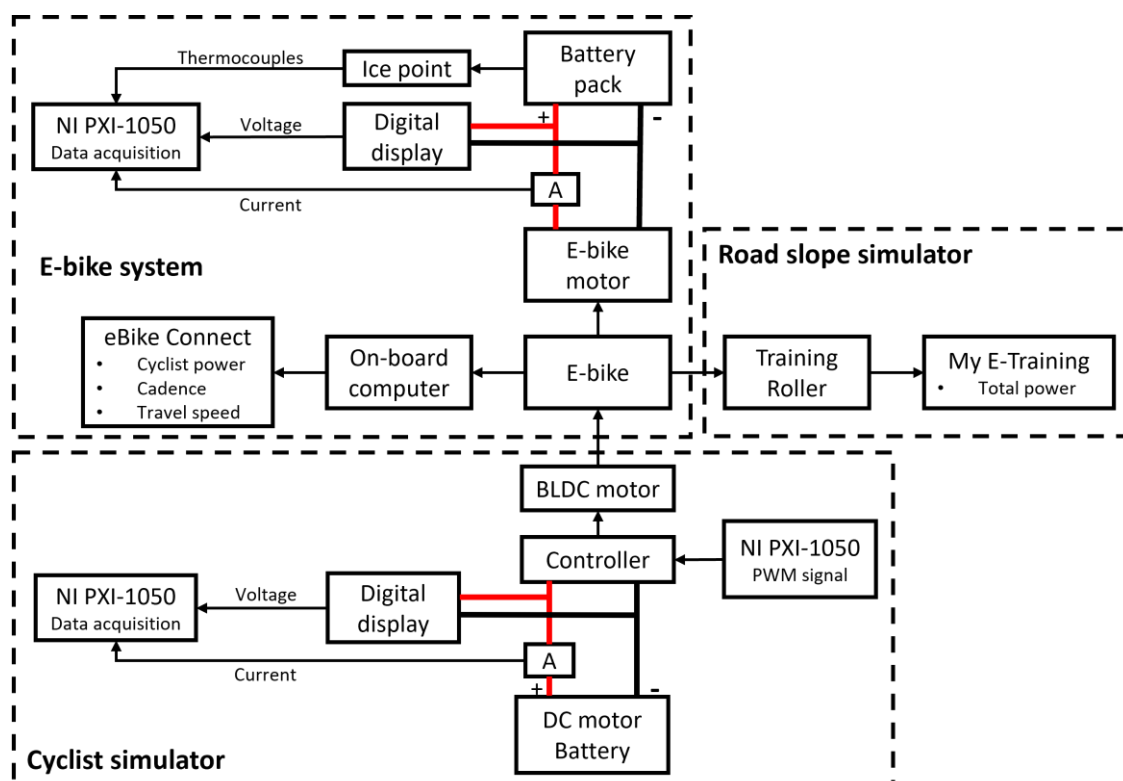 Battery
pack
Ice point
Thermocouples
NI PXI-1050
Data acquisition
Voltage
Digital
display
+
-
A
Current
E-bike
motor
E-bike system
Road slope simulator
eBike Connect
• Cyclist power
• Cadence
• Travel speed
On-board
computer
E-bike
Training
Roller
My E-Training
• Total power
BLDC motor
Controller
NI PXI-1050
PWM signal
NI PXI-1050
Data acquisition
Voltage
Digital
display
A
Current
+
-
DC motor
Battery
Cyclist simulator